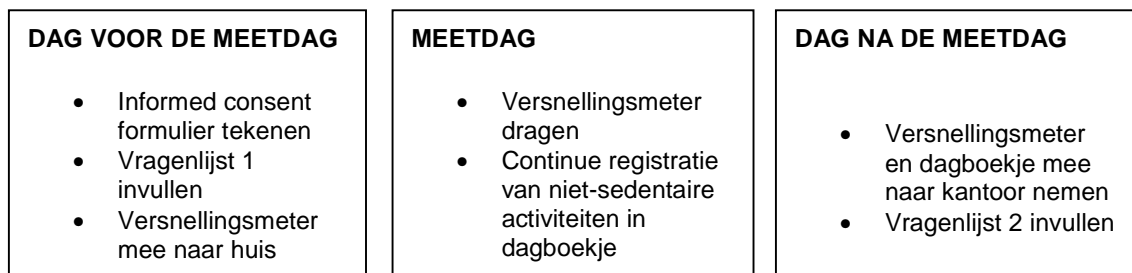 DAG VOOR DE MEETDAG
• Informed consent
formulier tekenen
• Vragenlijst 1
invullen
• Versnellingsmeter
mee naar huis
MEETDAG
• Versnellingsmeter
dragen
• Continue registratie
van niet-sedentaire
activiteiten in
dagboekje
DAG NA DE MEETDAG
• Versnellingsmeter
en dagboekje mee
naar kantoor nemen
• Vragenlijst 2 invullen